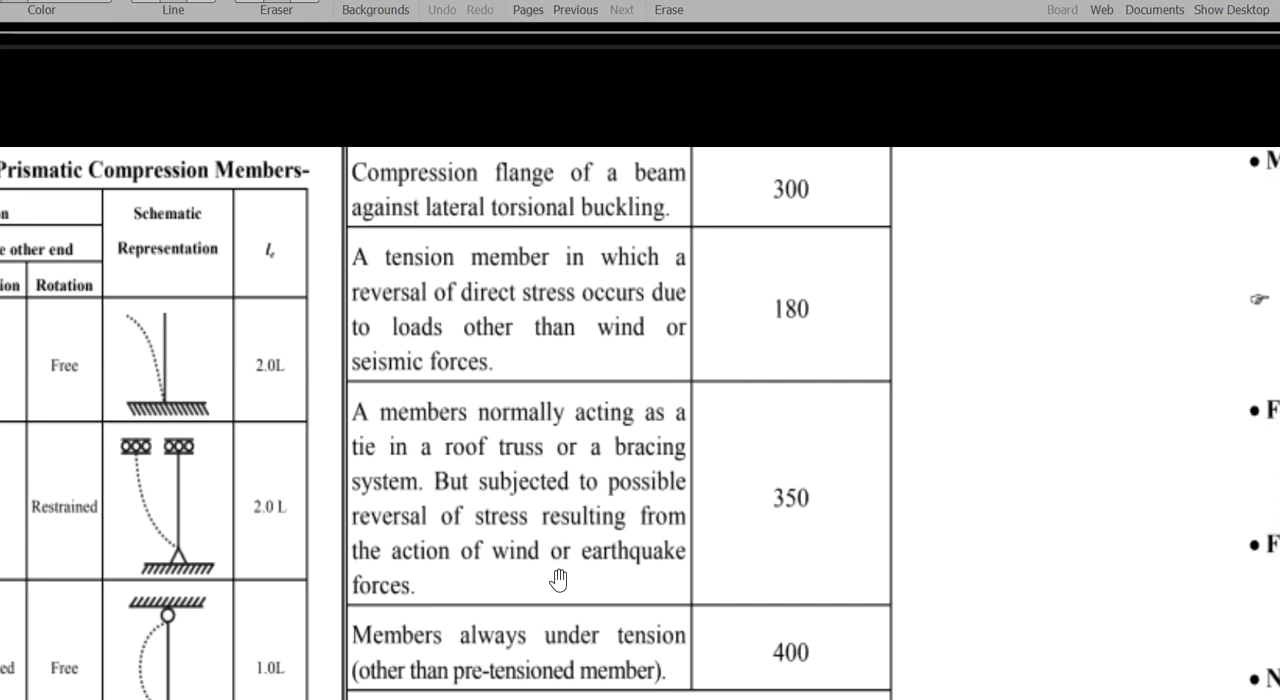 Color Line Eraser Backgrounds Undo Redo Pages Previous Next Erase Board Web Documents Show Desktop
Prismatic Compression Members-
Schematic
Representation
le
e other end
Rotation
Free
2.0L
Restrained
2.0 L
Free
1.0L
Compression flange of a beam
against lateral torsional buckling.
300
A tension member in which a
reversal of direct stress occurs due
to loads other than wind or
seismic forces.
180
A members normally acting as a
tie in a roof truss or a bracing
system. But subjected to possible
reversal of stress resulting from
the action of wind or earthquake
forces.
350
Members always under tension
(other than pre-tensioned member).
400